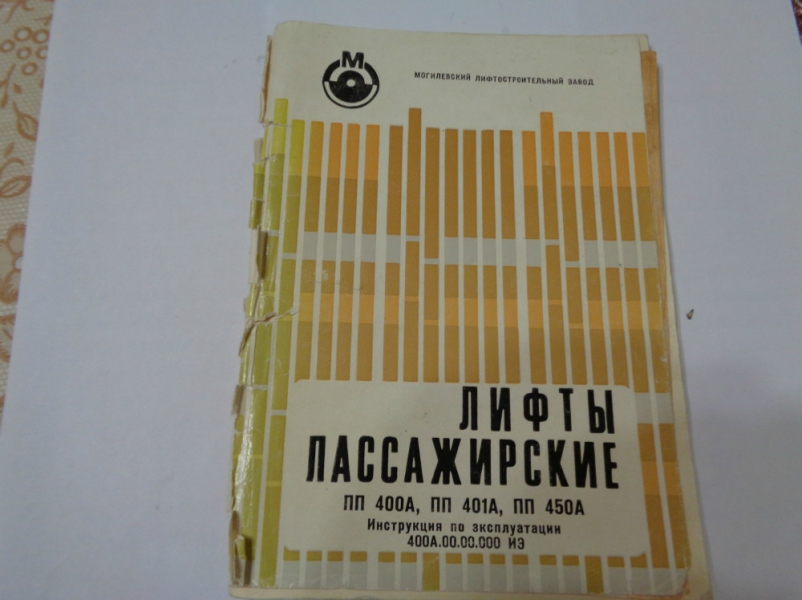 М
МОГИЛЕВСКИЙ ЛИФТОСТРОИТЕЛЬНЫЙ ЗАВОД
ЛИФТЫ
ПАССАЖИРСКИЕ
ПП 400А, ПП 401А, ПП 450А
Инструкция по эксплуатации
400А.00.00.000 ИЭ